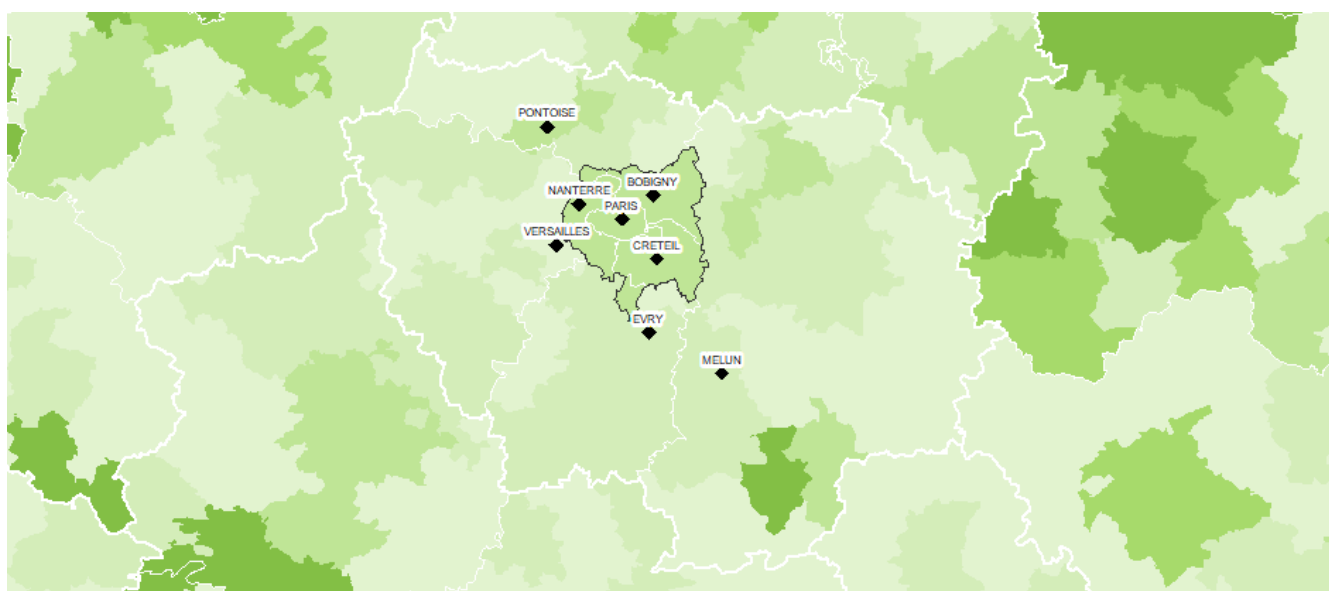 PONTOISE
BOBIGNY
NANTERRE
PARIS
VERSAILLES
CRETEIL
EVRY
MELUN